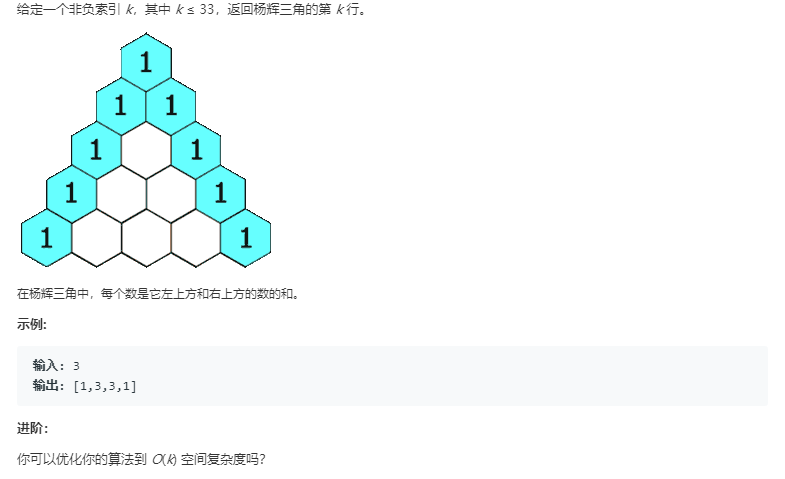 给定一个非负索引 k，其中 k ≤ 33，返回杨辉三角的第 k 行。
1
1 1
1 1
1 1
1 1
在杨辉三角中，每个数是它左上方和右上方的数的和。
示例:
输入: 3
输出: [1,3,3,1]
进阶：
你可以优化你的算法到 O(k) 空间复杂度吗？